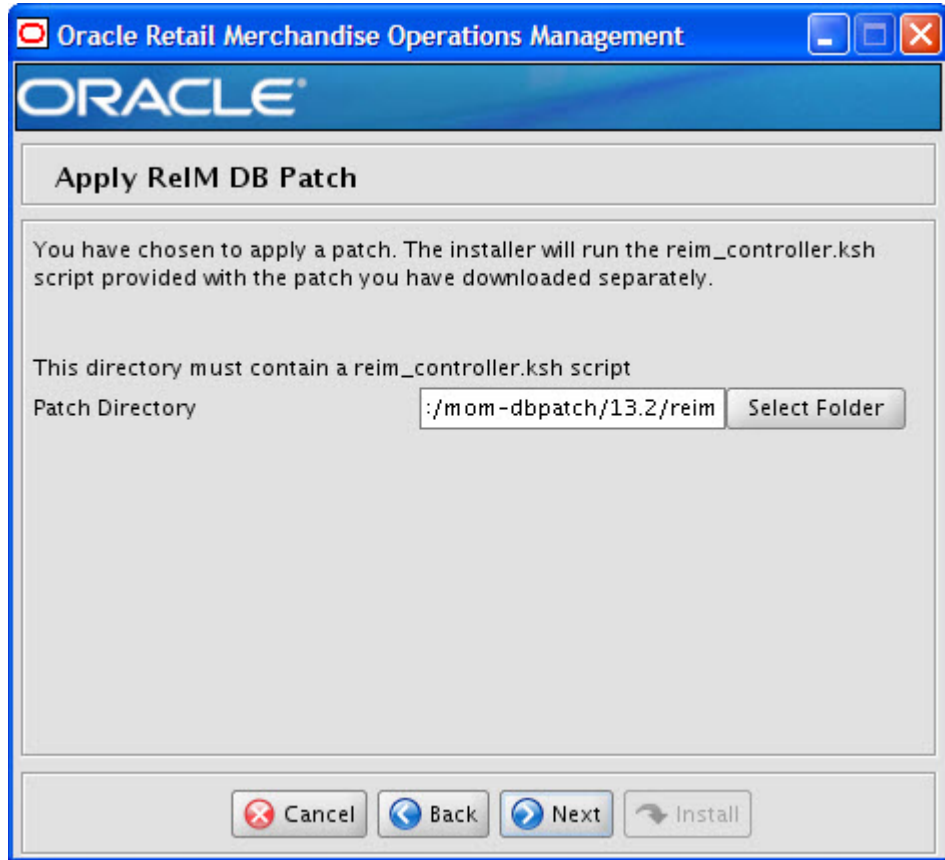 Oracle Retail Merchandise Operations Management
ORACLE®
Apply ReIM DB Patch
You have chosen to apply a patch. The installer will run the reim_controller.ksh
script provided with the patch you have downloaded separately.
This directory must contain a reim_controller.ksh script
Patch Directory :/mom-dbpatch/13.2/reim Select Folder
Cancel Back Next Install